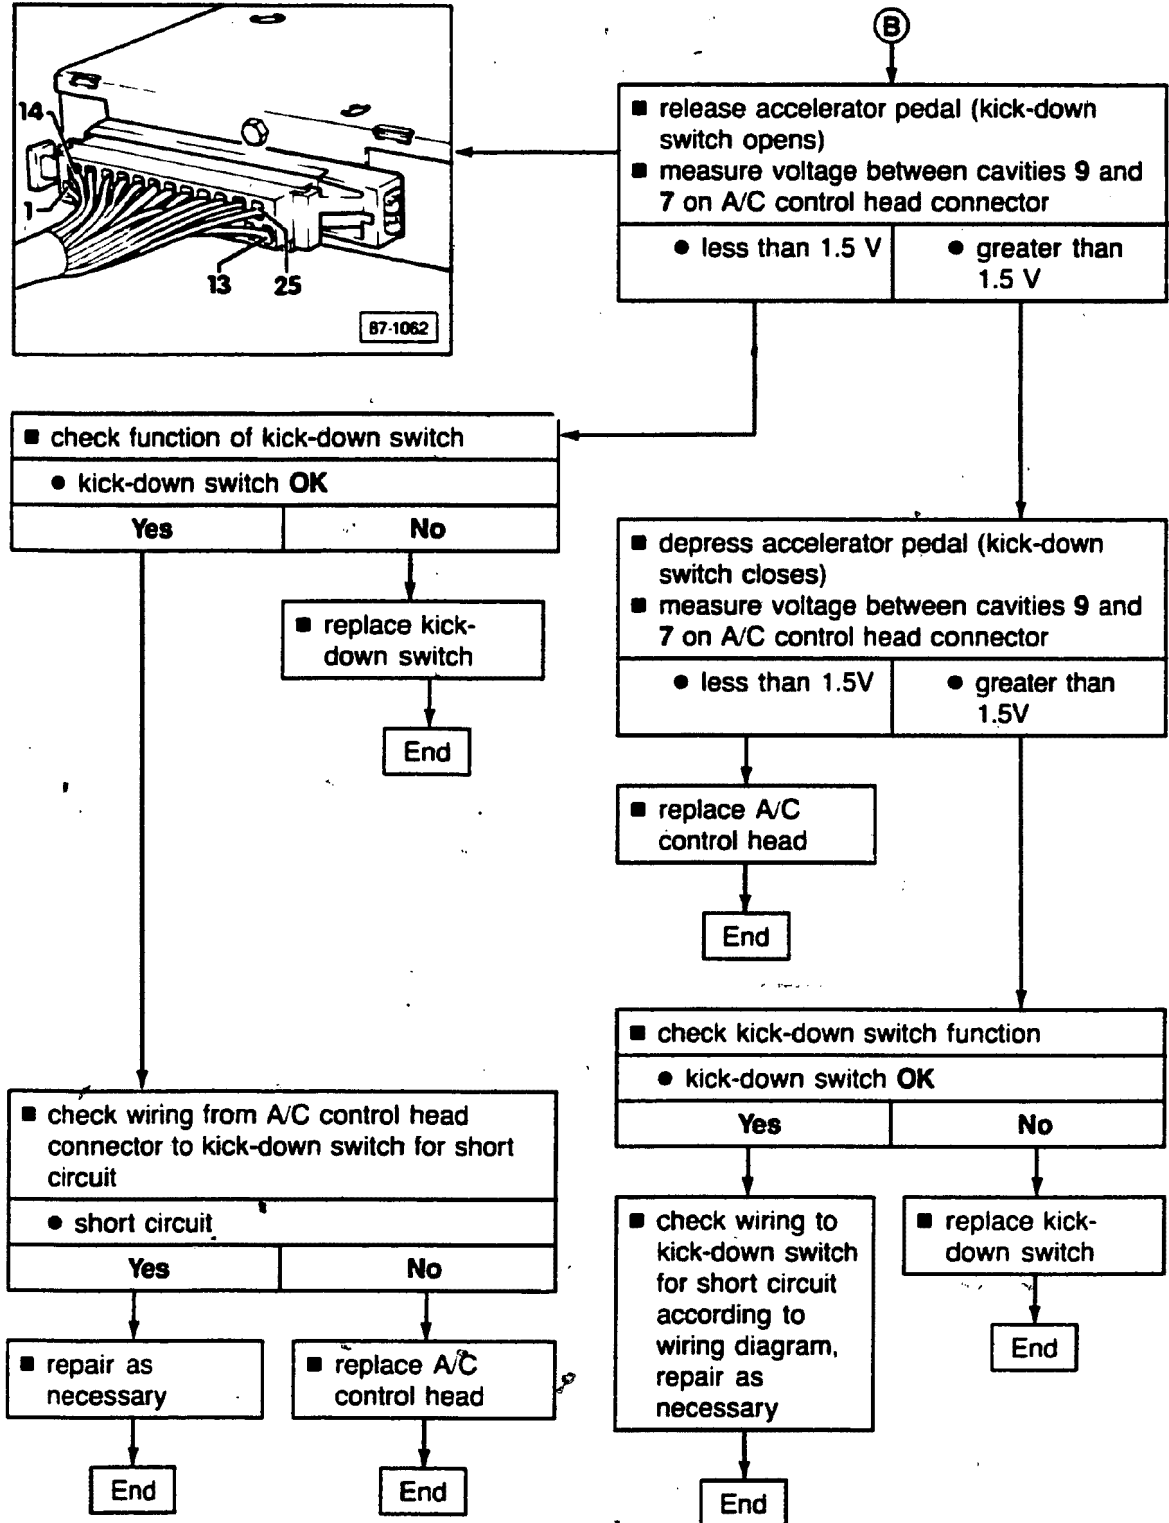 14
1
13
25
87-1062
B
■ release accelerator pedal (kick-down
switch opens)
■ measure voltage between cavities 9 and
7 on A/C control head connector
● less than 1.5 V
● greater than
1.5 V
■ check function of kick-down switch
● kick-down switch OK
Yes
No
■ replace kick-
down switch
End
■ depress accelerator pedal (kick-down
switch closes)
■ measure voltage between cavities 9 and
7 on A/C control head connector
● less than 1.5V
● greater than
1.5V
■ replace A/C
control head
End
■ check kick-down switch function
● kick-down switch OK
Yes
No
■ check wiring to
kick-down switch
for short circuit
according to
wiring diagram,
repair as
necessary
End
■ replace kick-
down switch
End
■ check wiring from A/C control head
connector to kick-down switch for short
circuit
● short circuit
Yes
No
■ repair as
necessary
End
■ replace A/C
control head
End